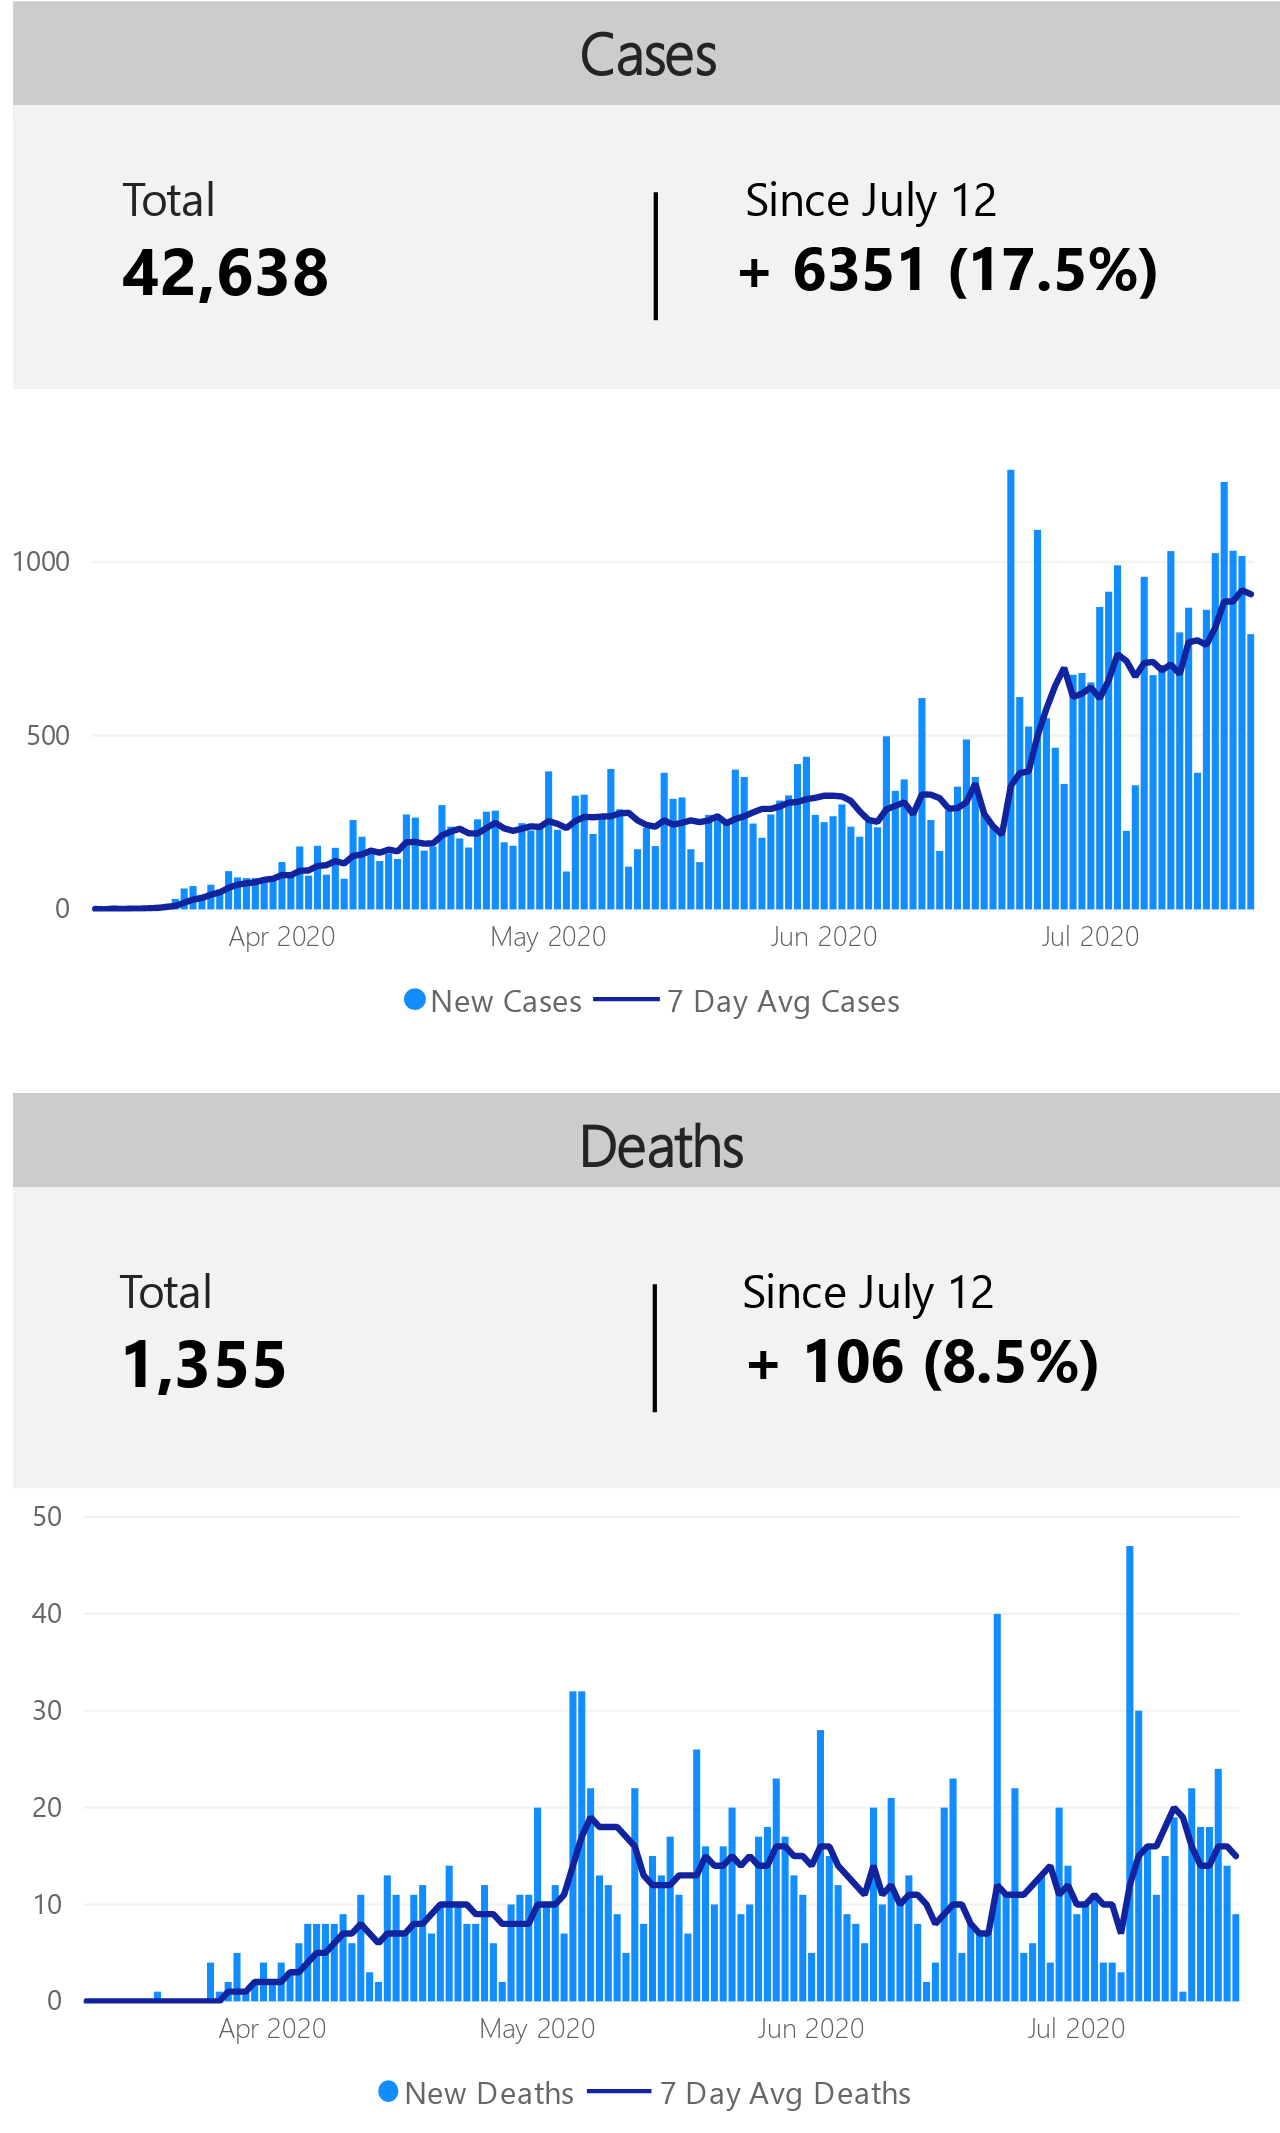 Cases
Total
Since July 12
42,638
+ 6351 (17.5%)
1000
500
0
Apr 2020
May 2020
Jun 2020
Jul 2020
New Cases
7 Day Avg Cases
Deaths
Total
Since July 12
1,355
+ 106 (8.5%)
50
40
30
20
10
0
Apr 2020
May 2020
Jun 2020
Jul 2020
New Deaths
7 Day Avg Deaths